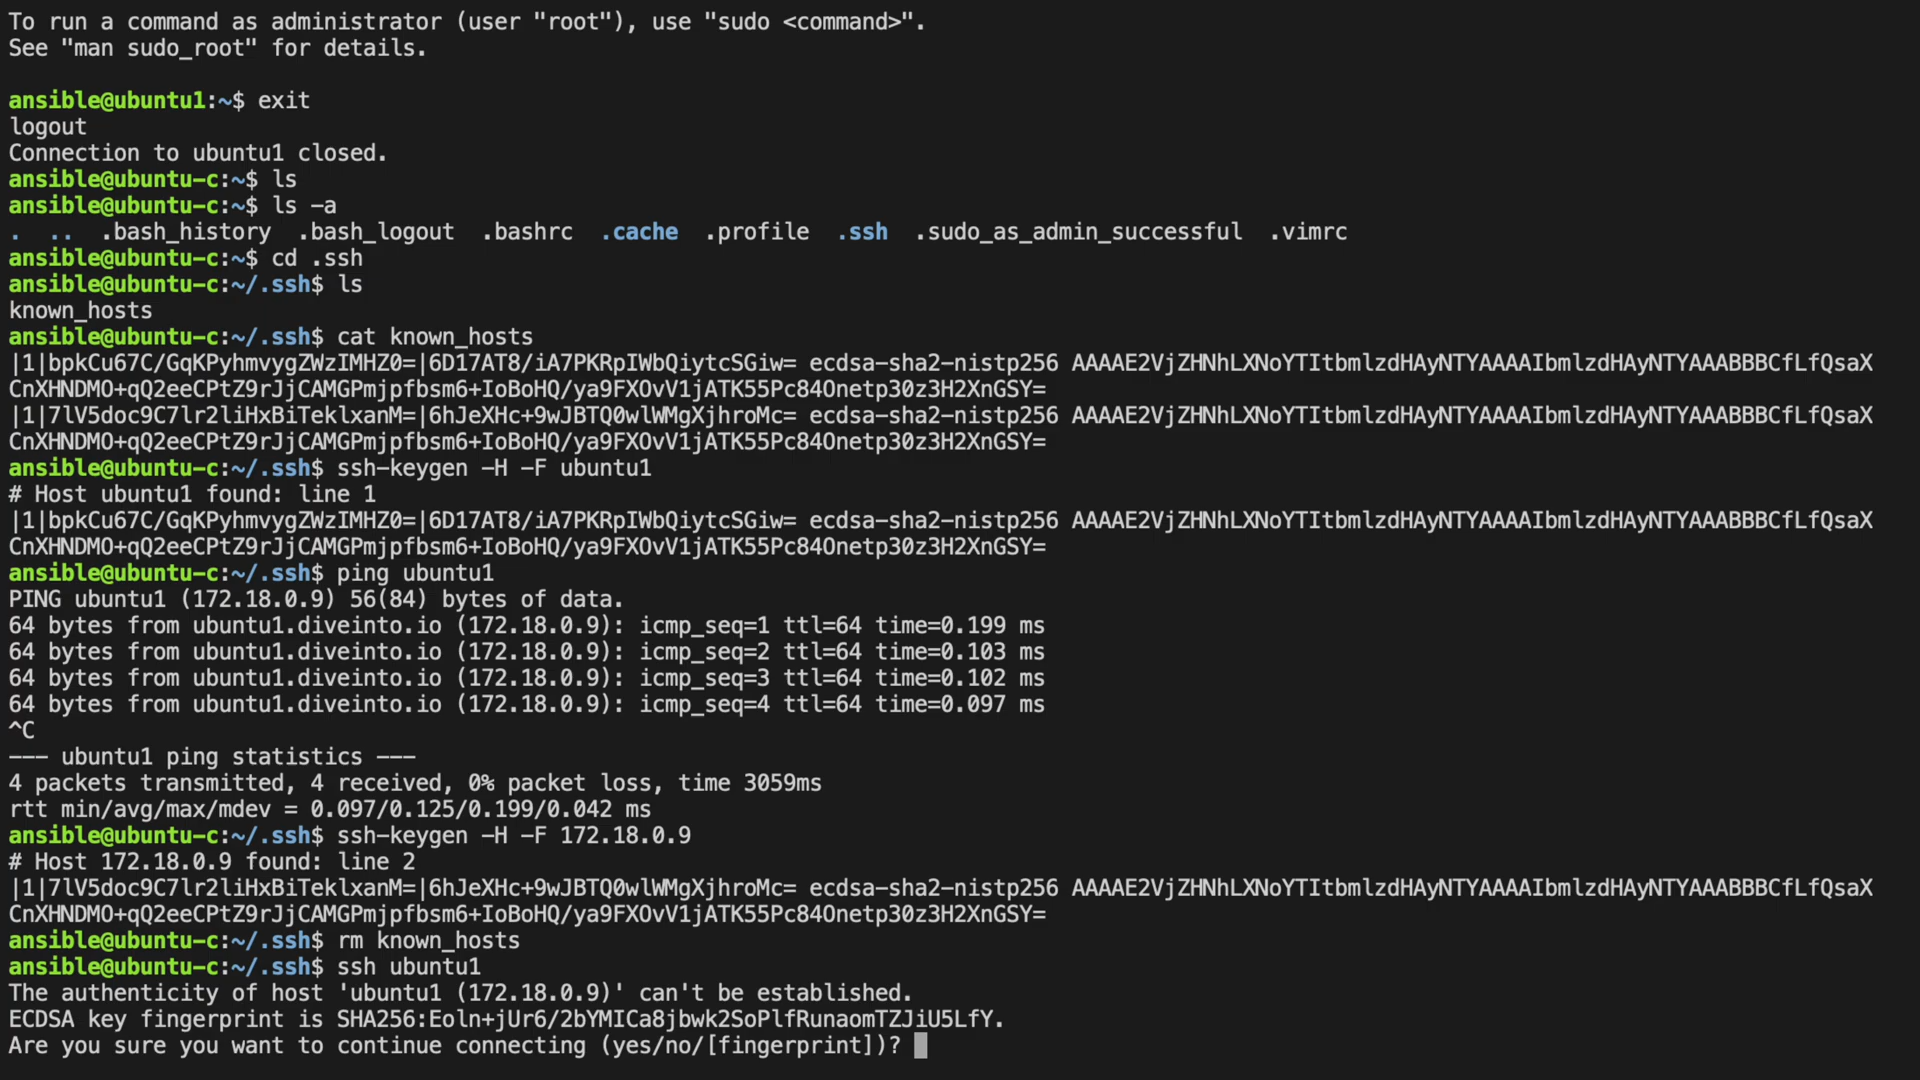 To run a command as administrator (user "root"), use "sudo <command>".
See "man sudo_root" for details.
ansible@ubuntu1:~$ exit
logout
Connection to ubuntu1 closed.
ansible@ubuntu-c:~$ ls
ansible@ubuntu-c:~$ ls -a
. .. .bash_history .bash_logout .bashrc .cache .profile .ssh .sudo_as_admin_successful .vimrc
ansible@ubuntu-c:~$ cd .ssh
ansible@ubuntu-c:~/.ssh$ ls
known_hosts
ansible@ubuntu-c:~/.ssh$ cat known_hosts
|1|bpkCu67C/GqKPyhmvygZWzIMHZ0=|6D17AT8/iA7PKRpIWbQiytcSGiw= ecdsa-sha2-nistp256 AAAAE2VjZHNhLXNoYTItbmlzdHAyNTYAAAAIbmlzdHAyNTYAAABBBCfLfQsaX
CnXHNDMO+qQ2eeCPtZ9rJjCAMGPmjpfbsm6+IoBoHQ/ya9FXOvV1jATK55Pc84Onetp30z3H2XnGSY=
|1|7lV5doc9C7lr2liHxBiTeklxanM=|6hJeXHc+9wJBTQ0wlWMgXjhroMc= ecdsa-sha2-nistp256 AAAAE2VjZHNhLXNoYTItbmlzdHAyNTYAAAAIbmlzdHAyNTYAAABBBCfLfQsaX
CnXHNDMO+qQ2eeCPtZ9rJjCAMGPmjpfbsm6+IoBoHQ/ya9FXOvV1jATK55Pc84Onetp30z3H2XnGSY=
ansible@ubuntu-c:~/.ssh$ ssh-keygen -H -F ubuntu1
# Host ubuntu1 found: line 1
|1|bpkCu67C/GqKPyhmvygZWzIMHZ0=|6D17AT8/iA7PKRpIWbQiytcSGiw= ecdsa-sha2-nistp256 AAAAE2VjZHNhLXNoYTItbmlzdHAyNTYAAAAIbmlzdHAyNTYAAABBBCfLfQsaX
CnXHNDMO+qQ2eeCPtZ9rJjCAMGPmjpfbsm6+IoBoHQ/ya9FXOvV1jATK55Pc84Onetp30z3H2XnGSY=
ansible@ubuntu-c:~/.ssh$ ping ubuntu1
PING ubuntu1 (172.18.0.9) 56(84) bytes of data.
64 bytes from ubuntu1.diveinto.io (172.18.0.9): icmp_seq=1 ttl=64 time=0.199 ms
64 bytes from ubuntu1.diveinto.io (172.18.0.9): icmp_seq=2 ttl=64 time=0.103 ms
64 bytes from ubuntu1.diveinto.io (172.18.0.9): icmp_seq=3 ttl=64 time=0.102 ms
64 bytes from ubuntu1.diveinto.io (172.18.0.9): icmp_seq=4 ttl=64 time=0.097 ms
^C
--- ubuntu1 ping statistics ---
4 packets transmitted, 4 received, 0% packet loss, time 3059ms
rtt min/avg/max/mdev = 0.097/0.125/0.199/0.042 ms
ansible@ubuntu-c:~/.ssh$ ssh-keygen -H -F 172.18.0.9
# Host 172.18.0.9 found: line 2
|1|7lV5doc9C7lr2liHxBiTeklxanM=|6hJeXHc+9wJBTQ0wlWMgXjhroMc= ecdsa-sha2-nistp256 AAAAE2VjZHNhLXNoYTItbmlzdHAyNTYAAAAIbmlzdHAyNTYAAABBBCfLfQsaX
CnXHNDMO+qQ2eeCPtZ9rJjCAMGPmjpfbsm6+IoBoHQ/ya9FXOvV1jATK55Pc84Onetp30z3H2XnGSY=
ansible@ubuntu-c:~/.ssh$ rm known_hosts
ansible@ubuntu-c:~/.ssh$ ssh ubuntu1
The authenticity of host 'ubuntu1 (172.18.0.9)' can't be established.
ECDSA key fingerprint is SHA256:Eoln+jUr6/2bYMICa8jbwk2SoPlfRunaomTZJiU5LfY.
Are you sure you want to continue connecting (yes/no/[fingerprint])?